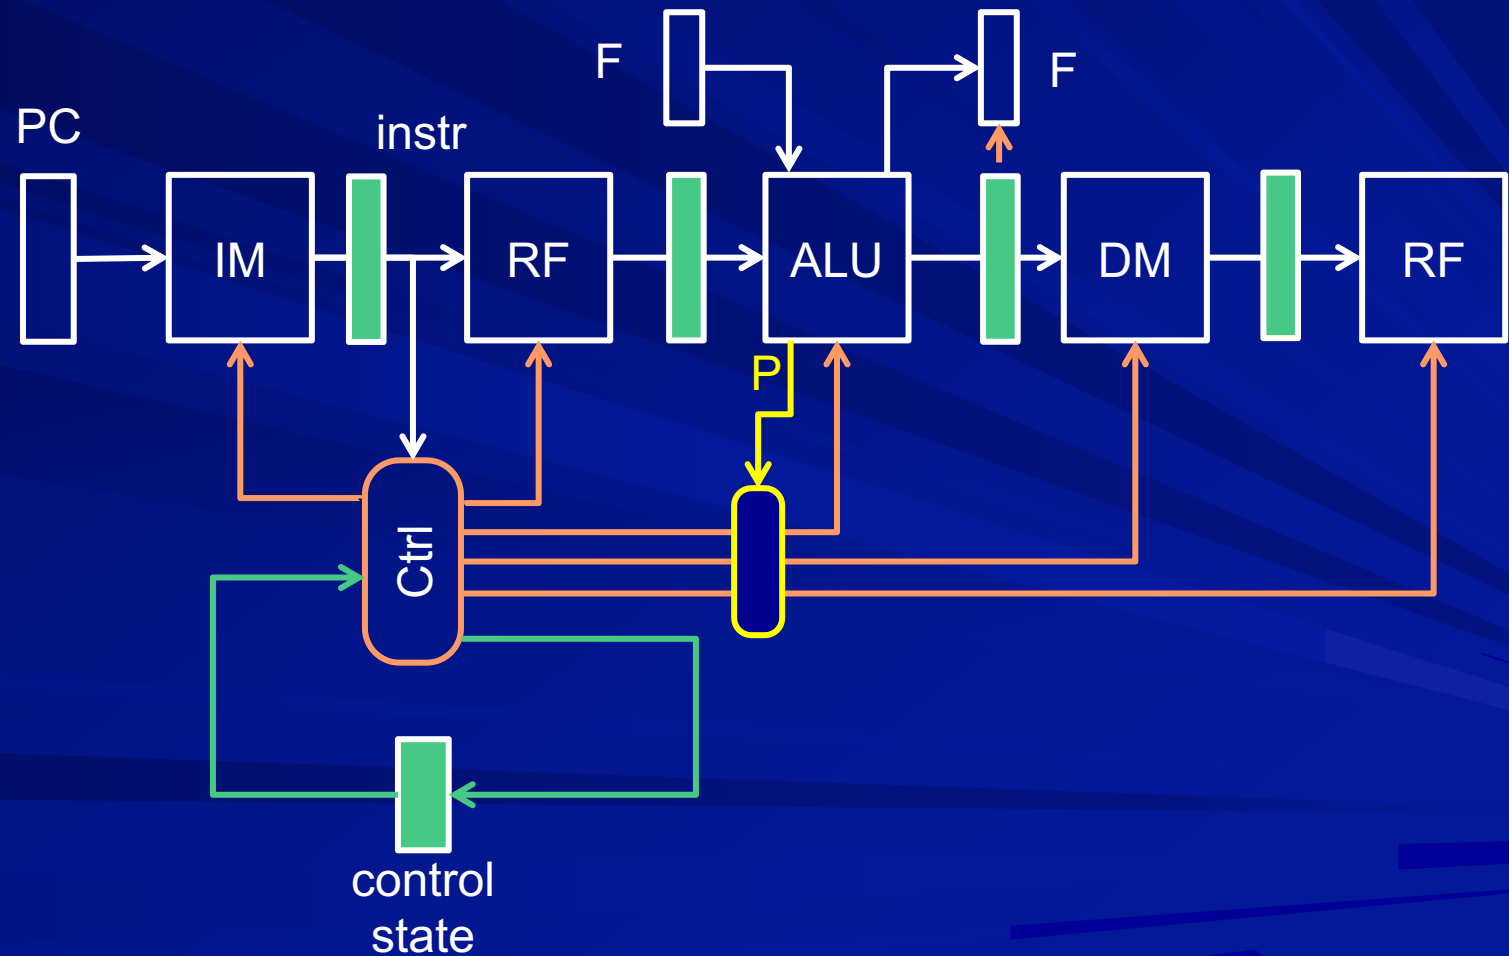 F
F
PC
instr
IM
RF
ALU
DM
RF
P
Ctrl
control
state